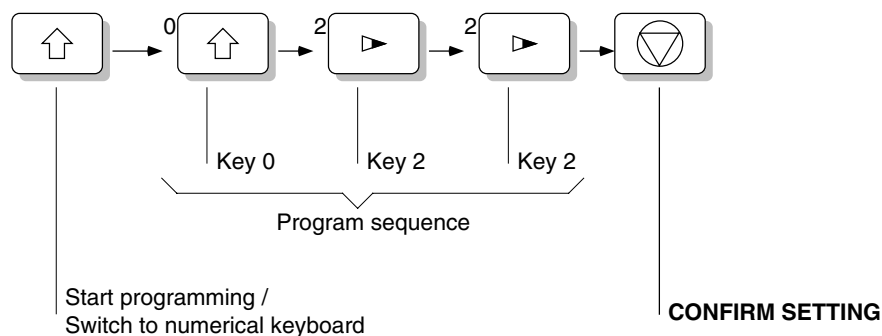 0 2 2
Key 0 Key 2 Key 2
Program sequence
Start programming /
Switch to numerical keyboard
CONFIRM SETTING